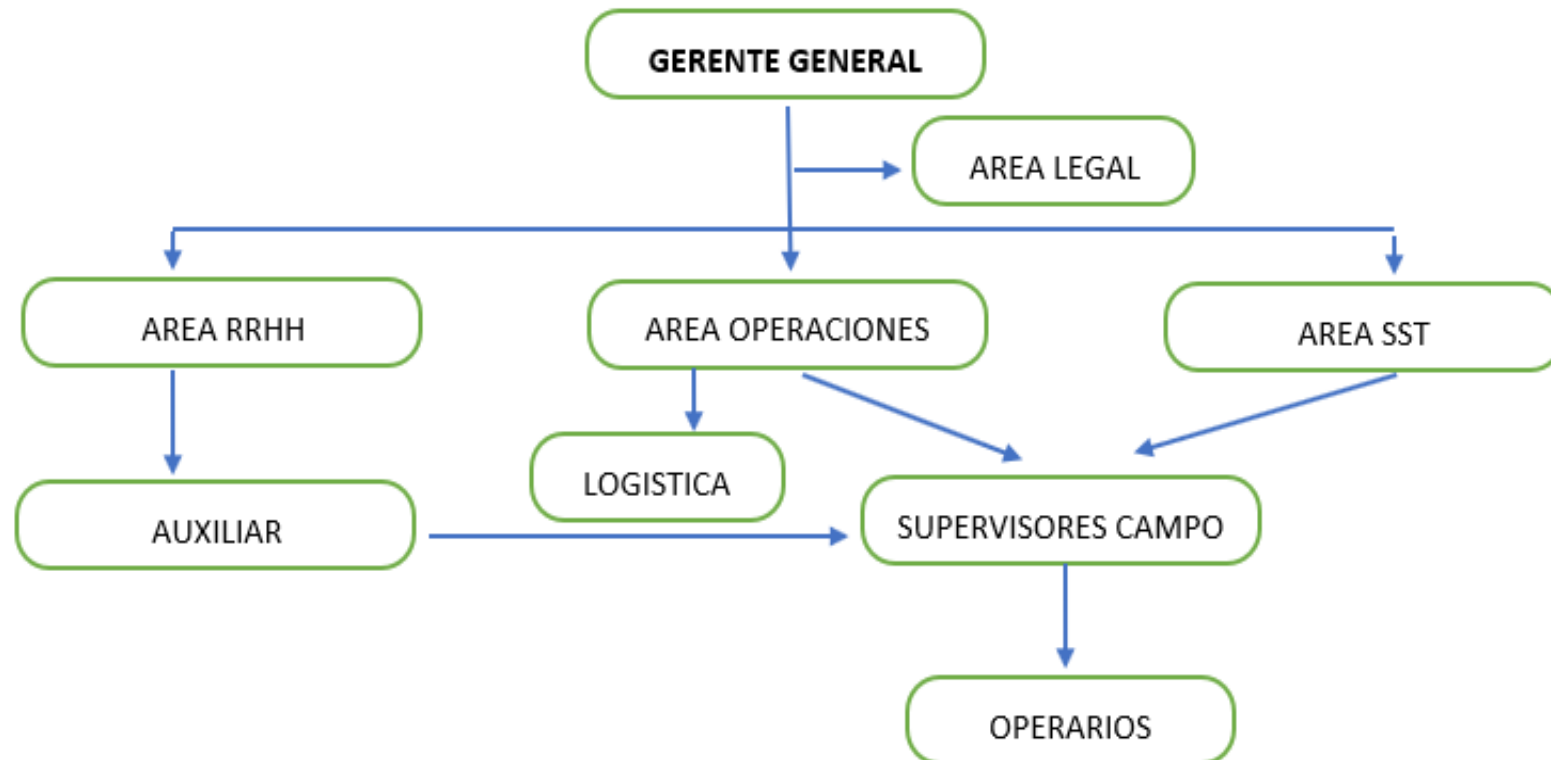 GERENTE GENERAL
AREA LEGAL
AREA RRHH
AREA OPERACIONES
AREA SST
LOGISTICA
AUXILIAR
SUPERVISORES CAMPO
OPERARIOS